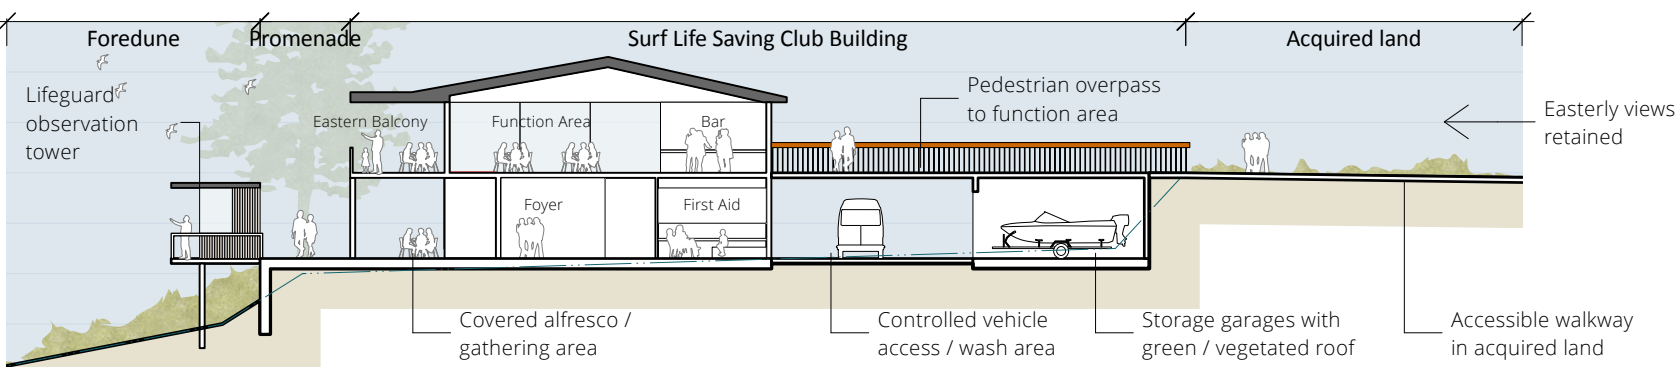 Foredune
Promenade
Surf Life Saving Club Building
Acquired land
Lifeguard
observation
tower
Eastern Balcony
Function Area
Bar
Pedestrian overpass
to function area
Easterly views
retained
Foyer
First Aid
Covered alfresco /
gathering area
Controlled vehicle
access / wash area
Storage garages with
green / vegetated roof
Accessible walkway
in acquired land